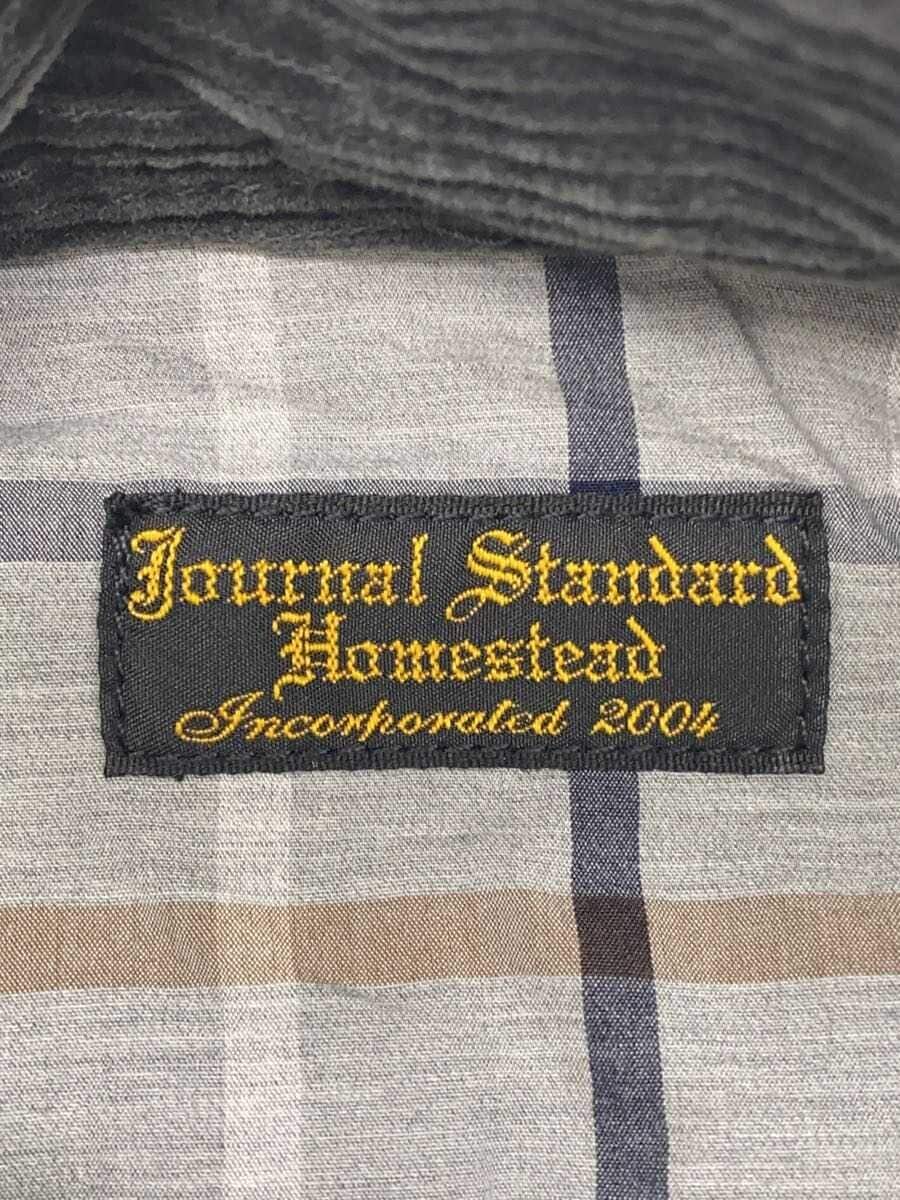 Journal Standard
Homestead
Incorporated 2004